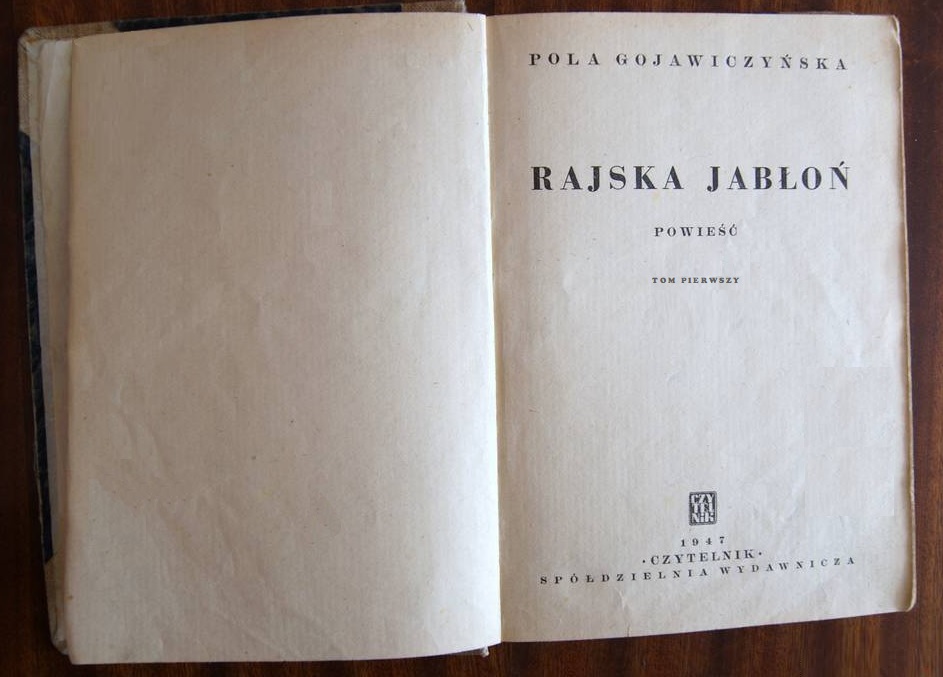 POLA GOJAWICZYŃSKA
RAJSKA JABŁOŃ
POWIEŚĆ
TOM PIERWSZY
CZY
TEL
NIK
1947
·CZYTELNIK·
SPÓŁDZIELNIA WYDAWNICZA